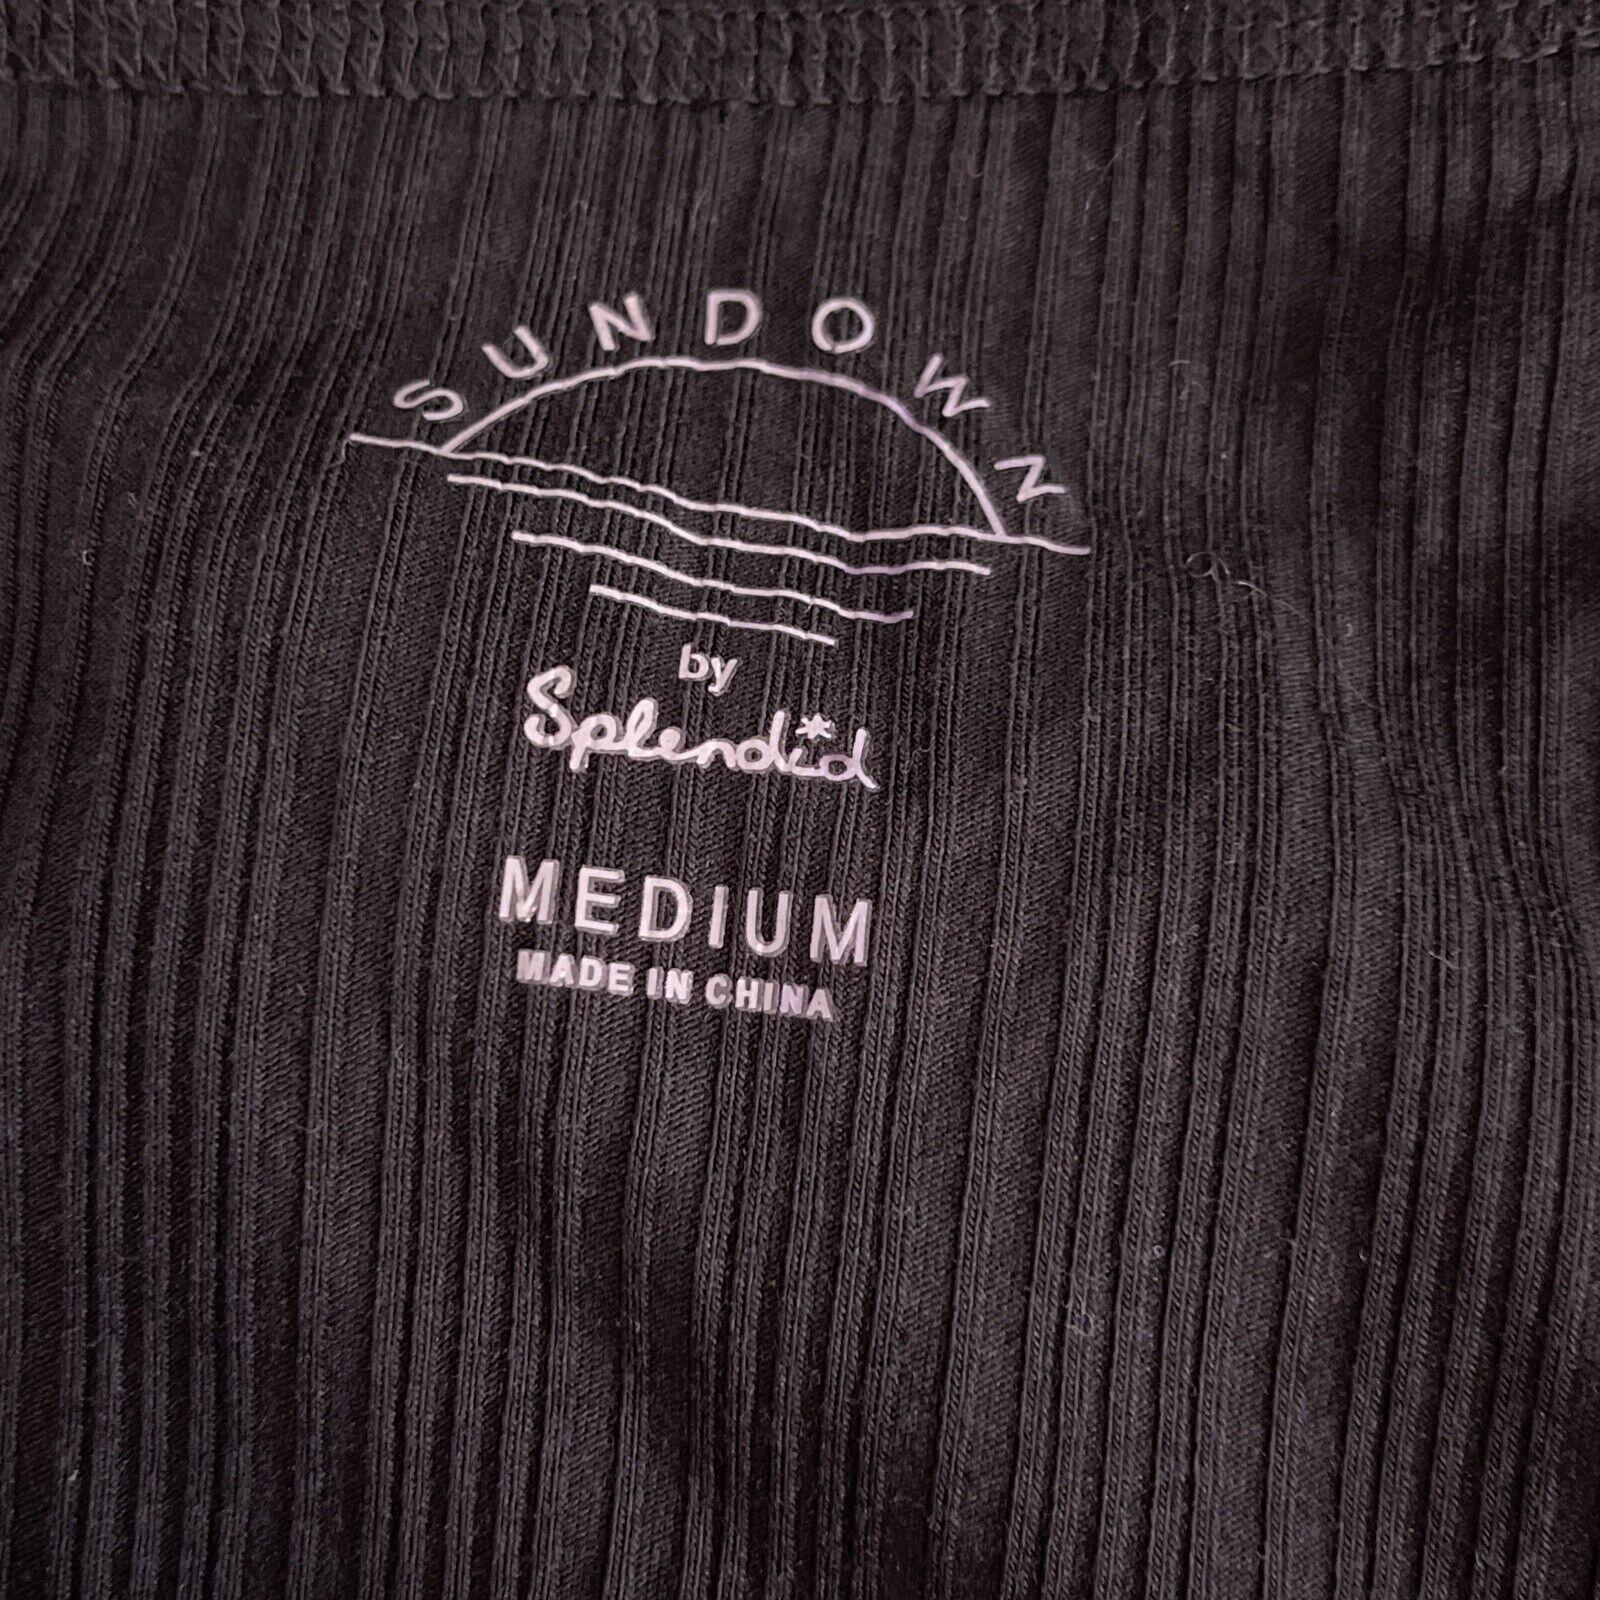 SUNDOWN
by
Splendid
MEDIUM
MADE IN CHINA